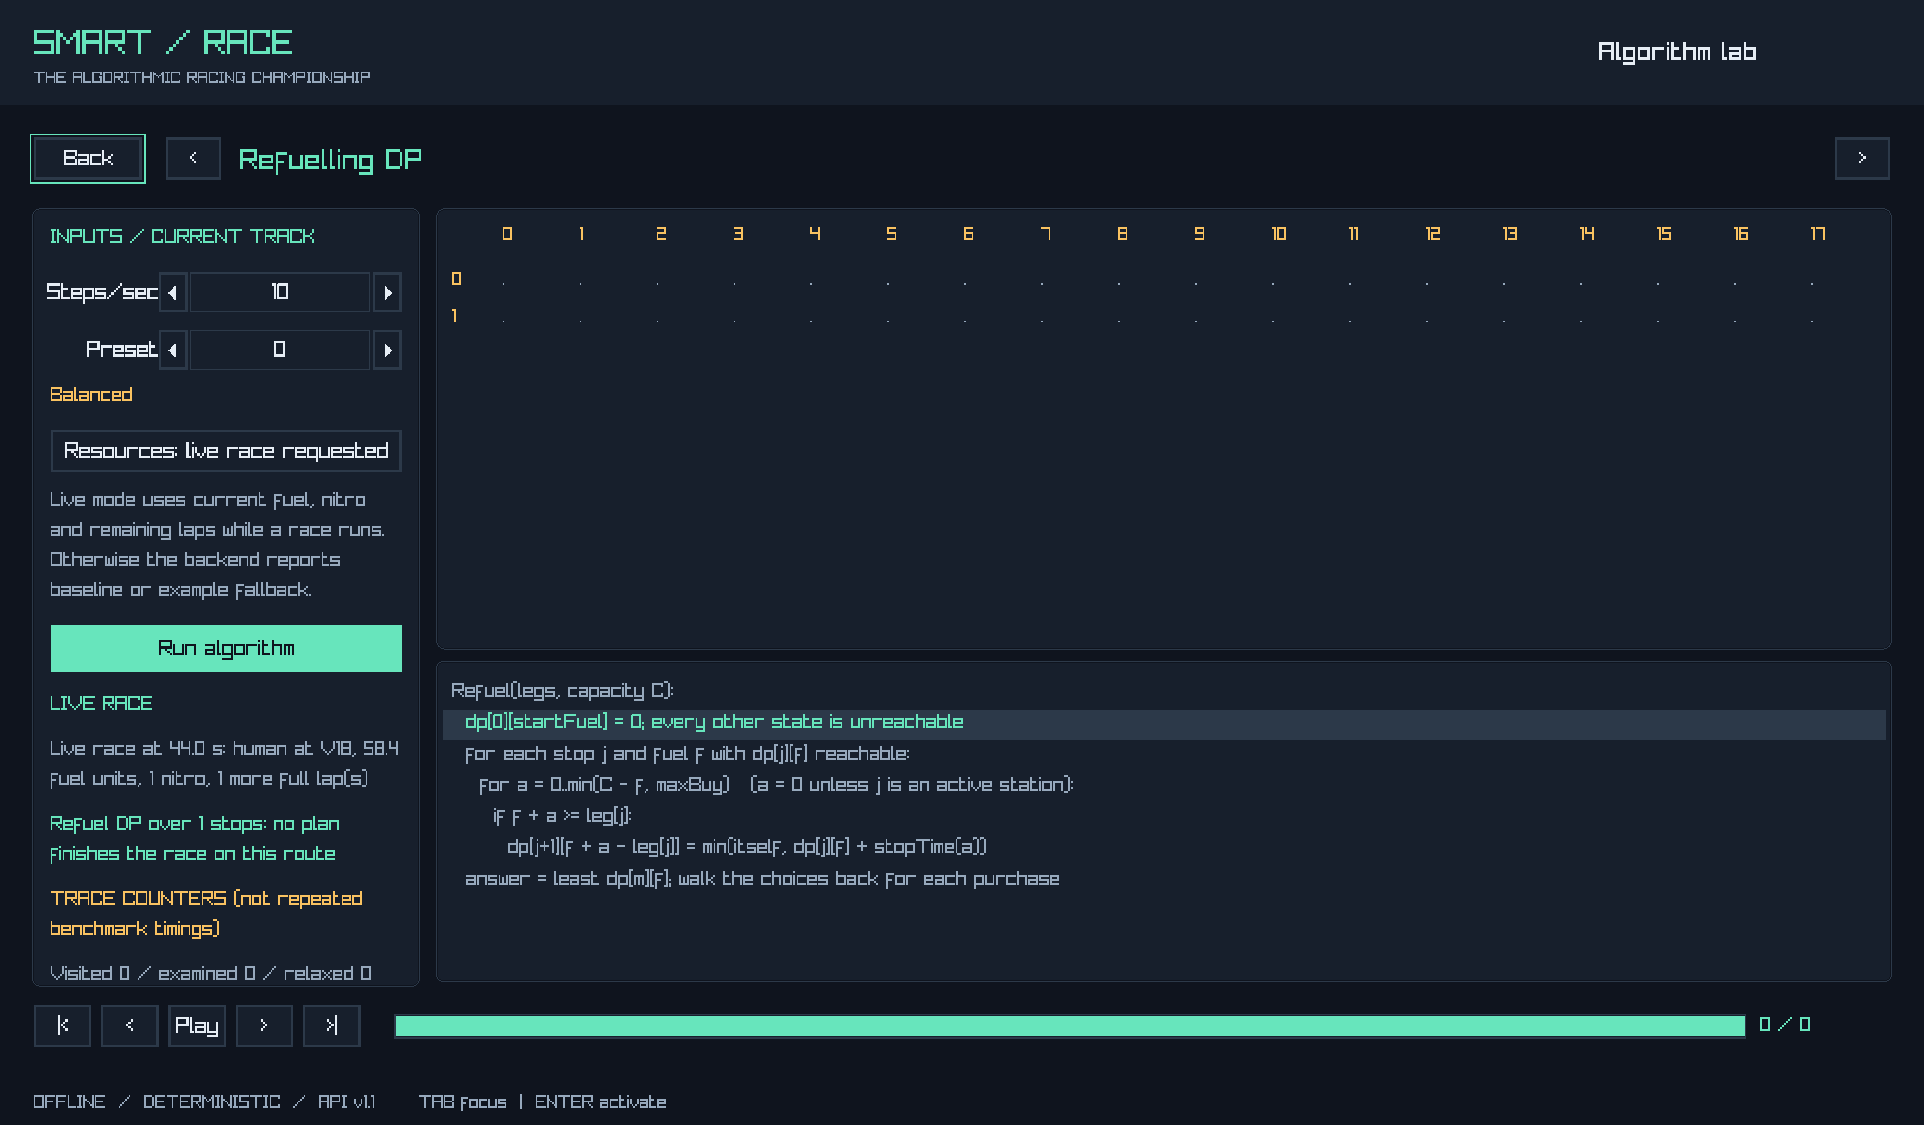 SMART / RACE
THE ALGORITHMIC RACING CHAMPIONSHIP
Algorithm lab
Back
<
Refuelling DP
>
INPUTS / CURRENT TRACK
Steps/sec 10
Preset 0
Balanced
Resources: live race requested
Live mode uses current fuel, nitro
and remaining laps while a race runs.
Otherwise the backend reports
baseline or example fallback.
Run algorithm
LIVE RACE
Live race at 44.0 s: human at V18, 58.4
fuel units, 1 nitro, 1 more full lap(s)
Refuel DP over 1 stops: no plan
finishes the race on this route
TRACE COUNTERS (not repeated
benchmark timings)
Visited 0 / examined 0 / relaxed 0
0 1 2 3 4 5 6 7 8 9 10 11 12 13 14 15 16 17
0 . . . . . . . . . . . . . . . . . .
1 . . . . . . . . . . . . . . . . . .
Refuel(legs, capacity C):
dp[0][startFuel] = 0; every other state is unreachable
for each stop j and fuel f with dp[j][f] reachable:
for a = 0..min(C - f, maxBuy) (a = 0 unless j is an active station):
if f + a >= leg[j]:
dp[j+1][f + a - leg[j]] = min(itself, dp[j][f] + stopTime(a))
answer = least dp[m][f]; walk the choices back for each purchase
|< < Play > >| 0 / 0
OFFLINE / DETERMINISTIC / API v1.1 TAB focus | ENTER activate